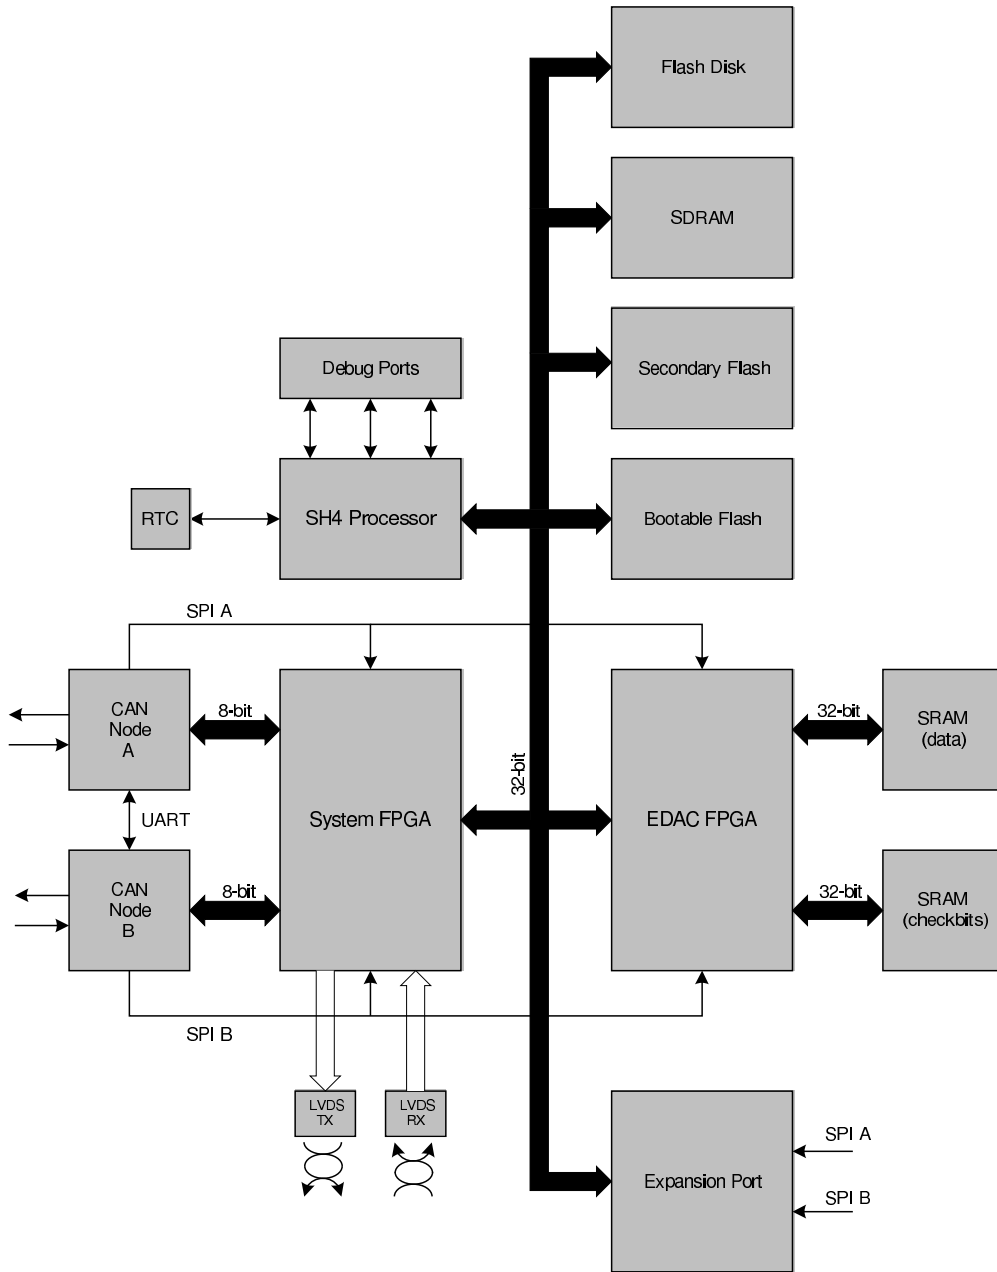 Flash Disk
SDRAM
Debug Ports
Secondary Flash
RTC
SH4 Processor
Bootable Flash
SPI A
CAN
Node
A
8-bit
System FPGA
32-bit
EDAC FPGA
32-bit
SRAM
(data)
UART
CAN
Node
B
8-bit
32-bit
SRAM
(checkbits)
SPI B
LVDS
TX
LVDS
RX
Expansion Port
SPI A
SPI B